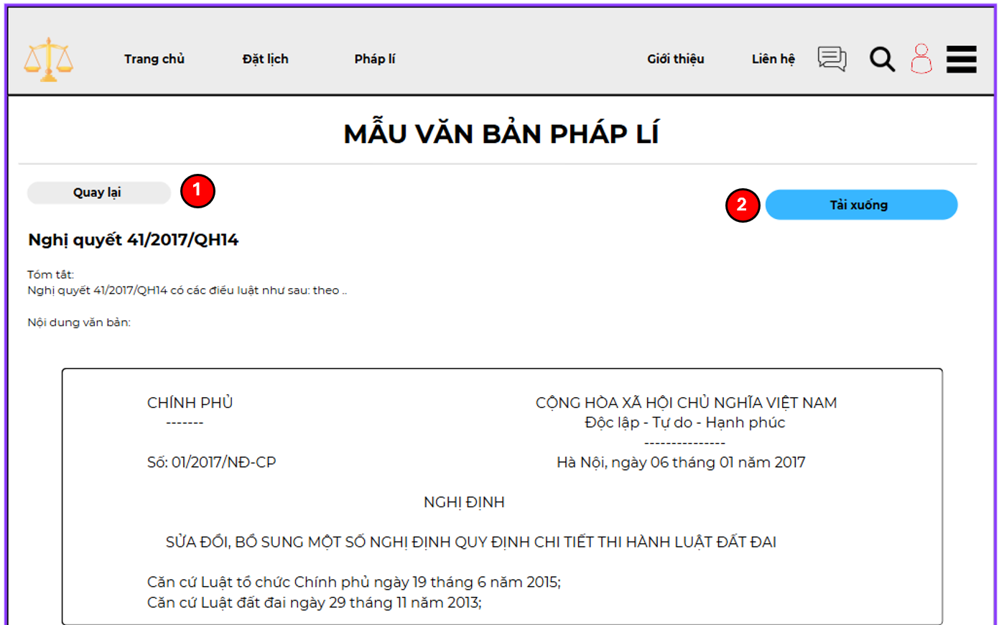 Trang chủ Đặt lịch Pháp lí Giới thiệu Liên hệ
MẪU VĂN BẢN PHÁP LÍ
Quay lại 1
2 Tải xuống
Nghị quyết 41/2017/QH14
Tóm tắt:
Nghị quyết 41/2017/QH14 có các điều luật như sau: theo ..
Nội dung văn bản:
CHÍNH PHỦ CỘNG HÒA XÃ HỘI CHỦ NGHĨA VIỆT NAM
------- Độc lập - Tự do - Hạnh phúc
---------------
Số: 01/2017/NĐ-CP Hà Nội, ngày 06 tháng 01 năm 2017
NGHỊ ĐỊNH
SỬA ĐỔI, BỔ SUNG MỘT SỐ NGHỊ ĐỊNH QUY ĐỊNH CHI TIẾT THI HÀNH LUẬT ĐẤT ĐAI
Căn cứ Luật tổ chức Chính phủ ngày 19 tháng 6 năm 2015;
Căn cứ Luật đất đai ngày 29 tháng 11 năm 2013;